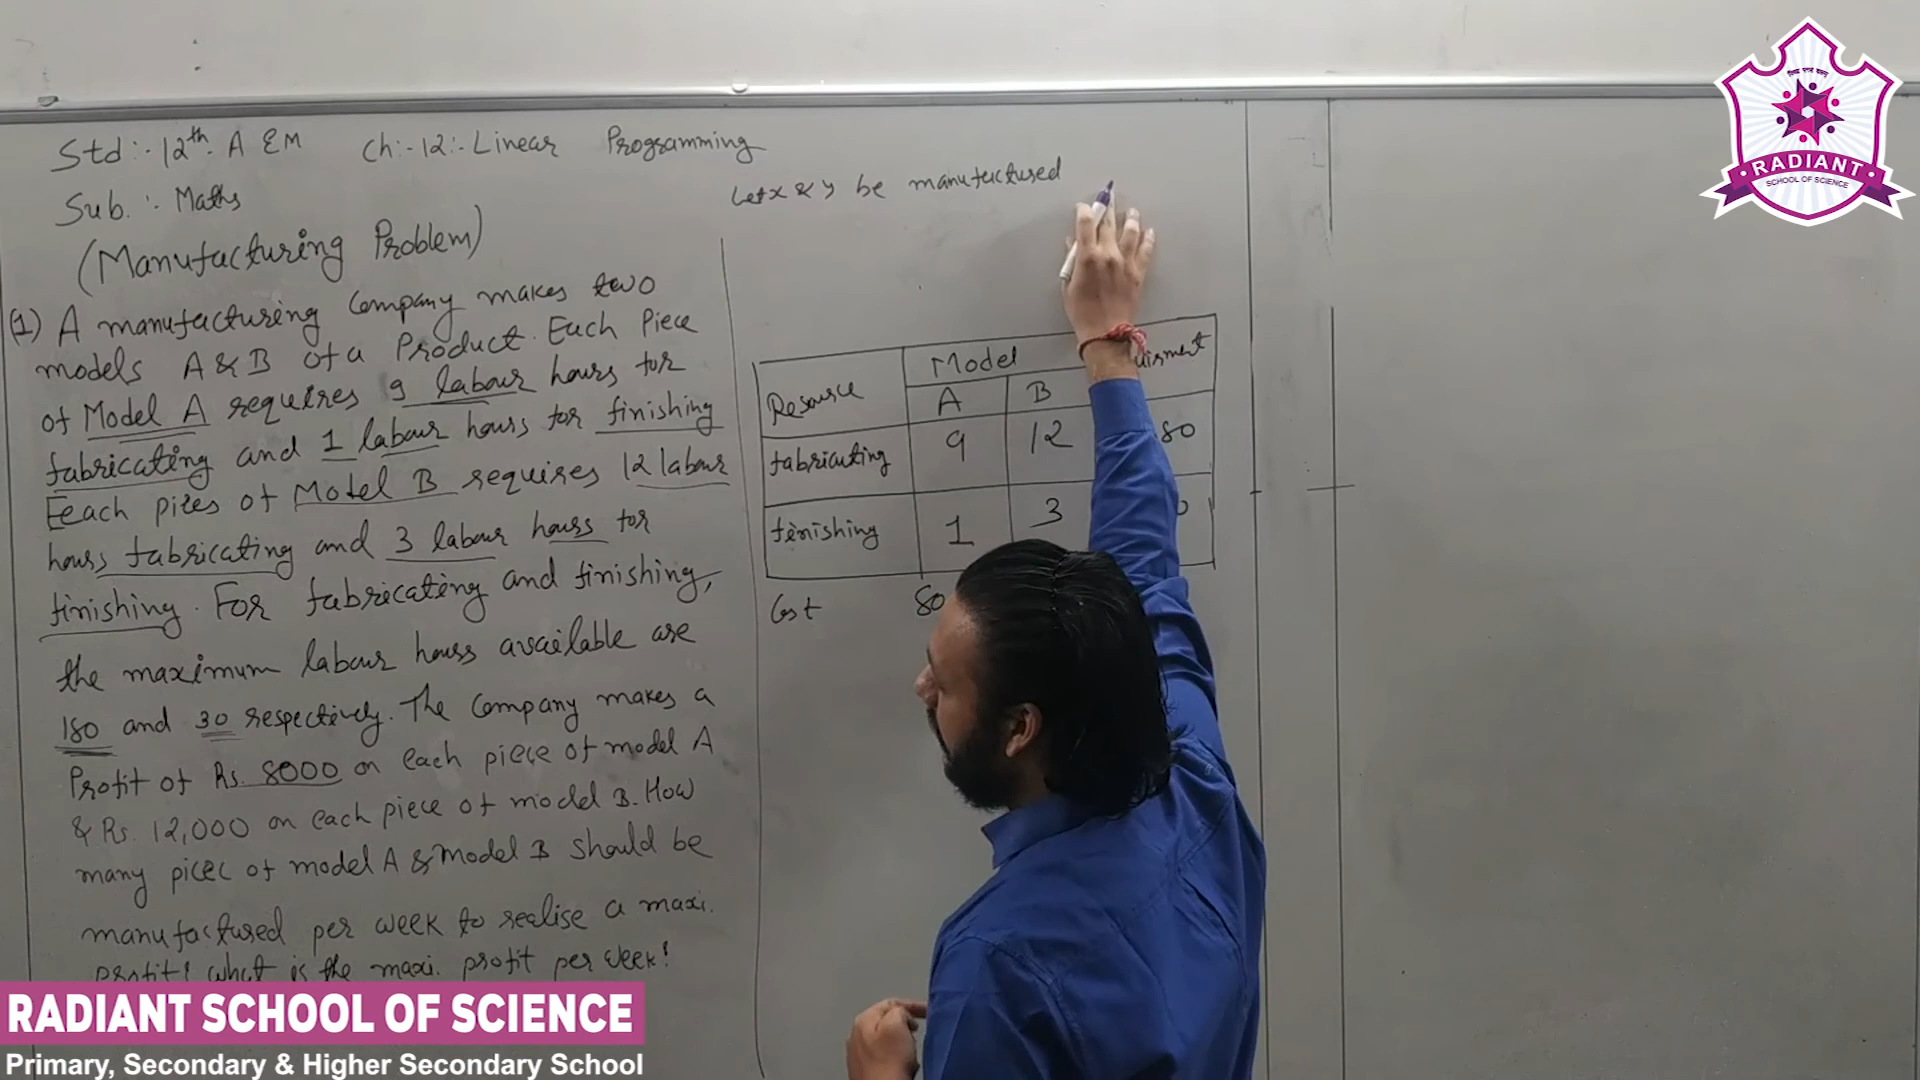 Std:- 12th A EM Ch:-12:- Linear Programming
Sub. :- Maths
(Manufacturing Problem)
(1) A manufacturing Company makes two
models A & B of a Product. Each Piece
of Model A requires 9 labour hours for
fabricating and 1 labour hours for finishing
Eeach pices of Model B requires 12 labour
hours fabricating and 3 labour hours for
finishing. For fabricating and finishing,
the maximum labour hours available are
180 and 30 respectively. The Company makes a
Profit of Rs. 8000 on each piece of model A
& Rs. 12,000 on each piece of model B. How
many picec of model A & Model B should be
manufactured per week to realise a maxi.
profit? what is the maxi. profit per week?
Let x & y be manufuctured
Resource Model
A B
fabricating 9 12 80
finishing 1 3
Cost 80
RADIANT
SCHOOL OF SCIENCE
RADIANT SCHOOL OF SCIENCE
Primary, Secondary & Higher Secondary School